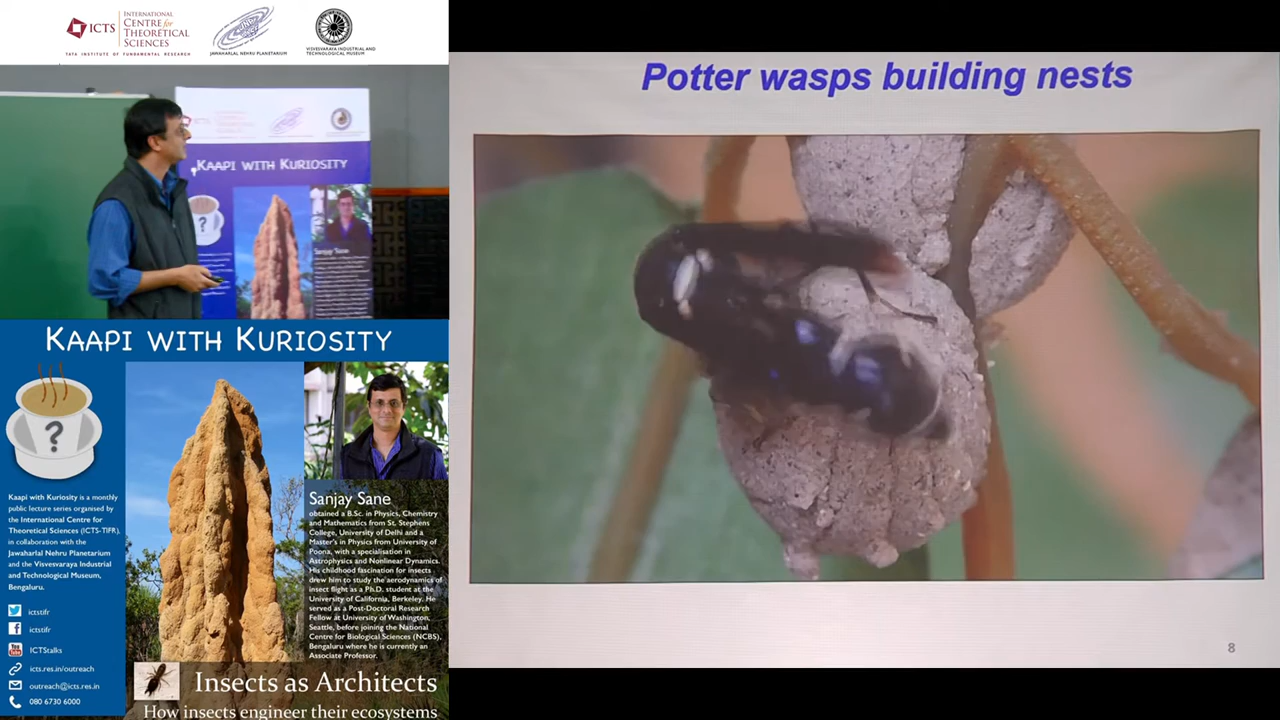 ICTS
INTERNATIONAL
CENTRE for
THEORETICAL
SCIENCES
TATA INSTITUTE OF FUNDAMENTAL RESEARCH
JAWAHARLAL NEHRU PLANETARIUM
VISVESVARAYA INDUSTRIAL AND
TECHNOLOGICAL MUSEUM
KAAPI WITH KURIOSITY
?
Sanjay Sane
KAAPI WITH KURIOSITY
?
Kaapi with Kuriosity is a monthly
public lecture series organised by
the International Centre for
Theoretical Sciences (ICTS-TIFR),
in collaboration with the
Jawaharlal Nehru Planetarium
and the Visvesvaraya Industrial
and Technological Museum,
Bengaluru.
ictstifr
ictstifr
ICTStalks
icts.res.in/outreach
outreach@icts.res.in
080 6730 6000
Sanjay Sane
obtained a B.Sc. in Physics, Chemistry
and Mathematics from St. Stephens
College, University of Delhi and a
Master's in Physics from University of
Poona, with a specialisation in
Astrophysics and Nonlinear Dynamics.
His childhood fascination for insects
drew him to study the aerodynamics of
insect flight as a Ph.D. student at the
University of California, Berkeley. He
served as a Post-Doctoral Research
Fellow at University of Washington,
Seattle, before joining the National
Centre for Biological Sciences (NCBS),
Bengaluru where he is currently an
Associate Professor.
Insects as Architects
How insects engineer their ecosystems
Potter wasps building nests
8